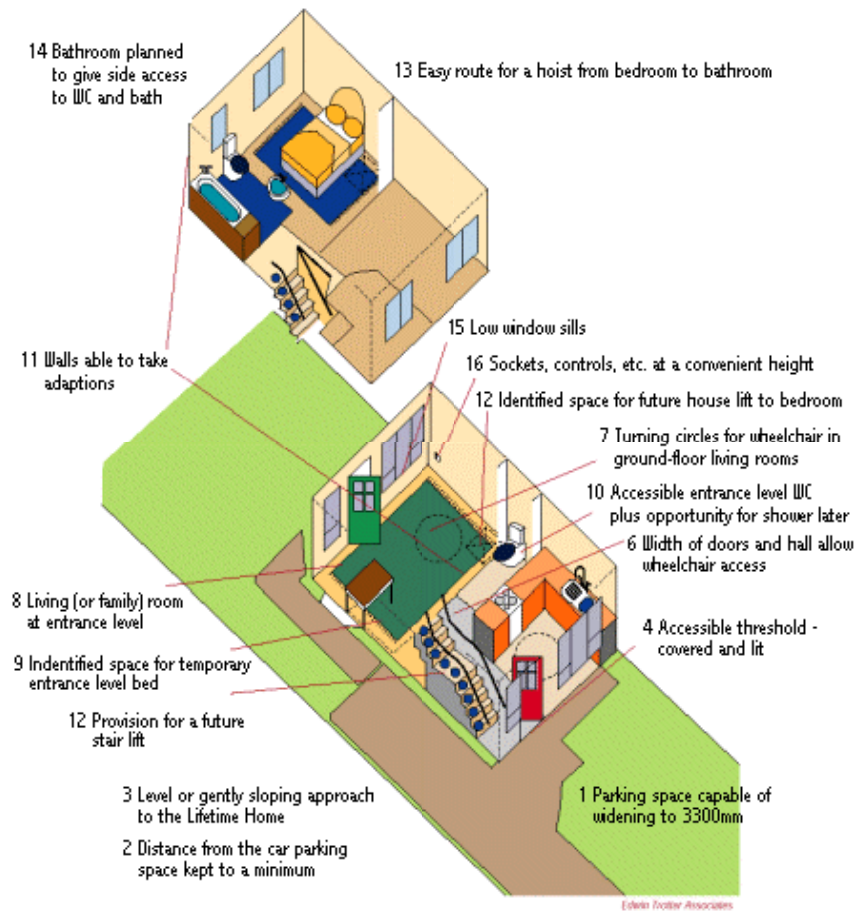 14 Bathroom planned
to give side access
to WC and bath
13 Easy route for a hoist from bedroom to bathroom
15 Low window sills
11 Walls able to take
adaptions
16 Sockets, controls, etc. at a convenient height
12 Identified space for future house lift to bedroom
7 Turning circles for wheelchair in
ground-floor living rooms
10 Accessible entrance level WC
plus opportunity for shower later
6 Width of doors and hall allow
wheelchair access
8 Living (or family) room
at entrance level
4 Accessible threshold -
covered and lit
9 Indentified space for temporary
entrance level bed
12 Provision for a future
stair lift
3 Level or gently sloping approach
to the Lifetime Home
1 Parking space capable of
widening to 3300mm
2 Distance from the car parking
space kept to a minimum
Edwin Trotter Associates